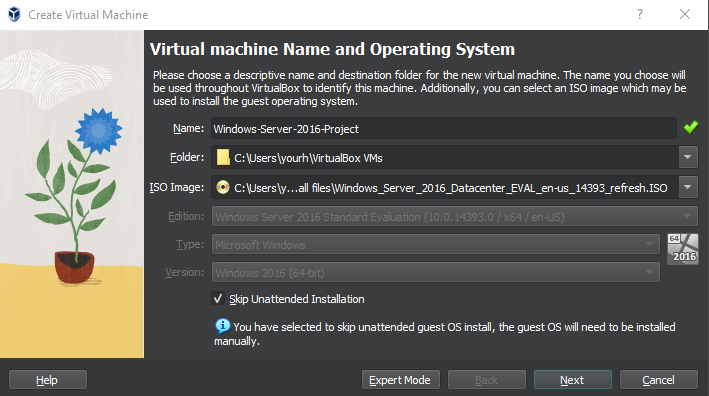 Create Virtual Machine
?
Virtual machine Name and Operating System
Please choose a descriptive name and destination folder for the new virtual machine. The name you choose will
be used throughout VirtualBox to identify this machine. Additionally, you can select an ISO image which may be
used to install the guest operating system.
Name: Windows-Server-2016-Project
Folder: C:\Users\yourh\VirtualBox VMs
ISO Image: C:\Users\y...all files\Windows_Server_2016_Datacenter_EVAL_en-us_14393_refresh.ISO
Edition: Windows Server 2016 Standard Evaluation (10.0.14393.0 / x64 / en-US)
Type: Microsoft Windows
64
2016
Version: Windows 2016 (64-bit)
Skip Unattended Installation
You have selected to skip unattended guest OS install, the guest OS will need to be installed
manually.
Help Expert Mode Back Next Cancel